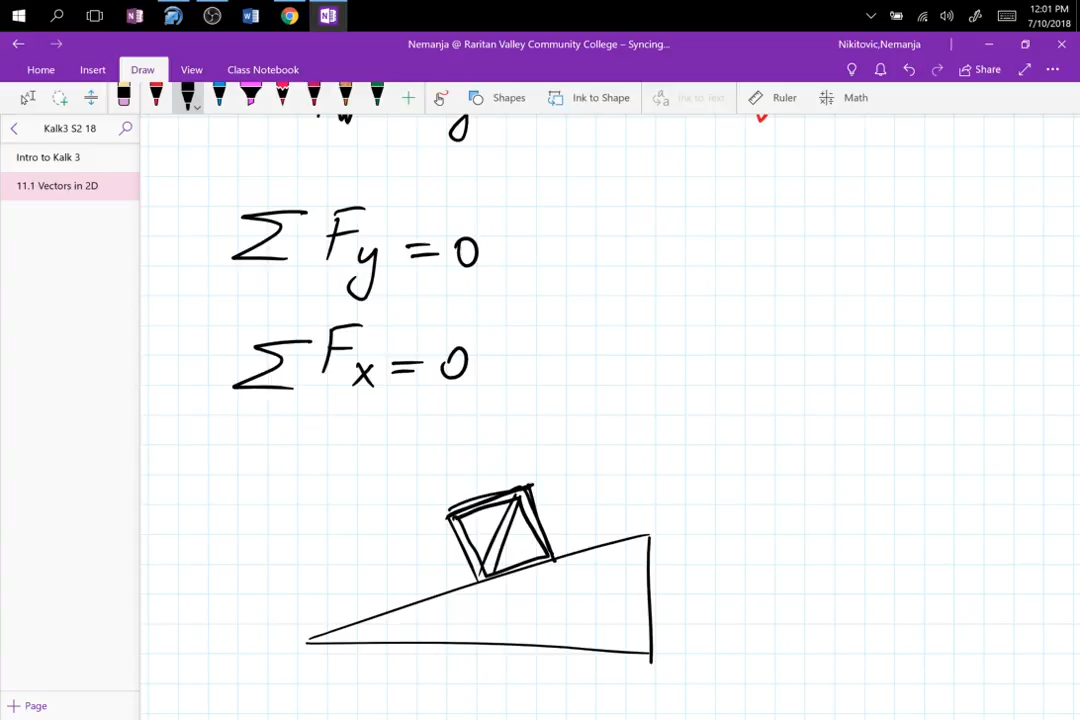 12:01 PM
7/10/2018
Nemanja @ Raritan Valley Community College – Syncing...
Nikitovic,Nemanja
Home Insert Draw View Class Notebook
Share
Shapes Ink to Shape Ink to Text Ruler Math
Kalk3 S2 18
Intro to Kalk 3
11.1 Vectors in 2D
∑ Fy = 0
∑ Fx = 0
+ Page